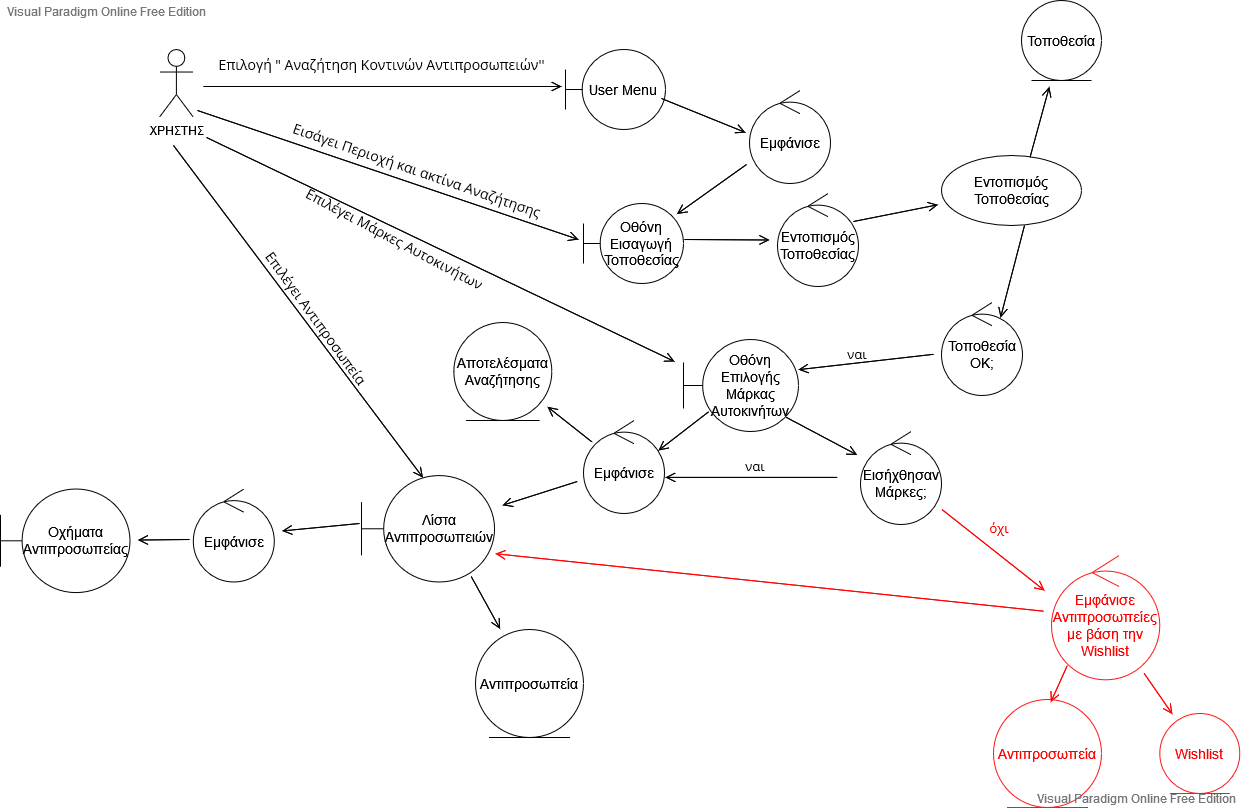 Visual Paradigm Online Free Edition
Τοποθεσία
Επιλογή " Αναζήτηση Κοντινών Αντιπροσωπειών"
User Menu
ΧΡΗΣΤΗΣ
Εμφάνισε
Εισάγει Περιοχή και ακτίνα Αναζήτησης
Εντοπισμός
Τοποθεσίας
Επιλέγει Μάρκες Αυτοκινήτων
Οθόνη
Εισαγωγή
Τοποθεσίας
Εντοπισμός
Τοποθεσίας
Επιλέγει Αντιπροσωπεία
Τοποθεσία
OK;
ναι
Οθόνη
Επιλογής
Μάρκας
Αυτοκινήτων
Αποτελέσματα
Αναζήτησης
Εμφάνισε
ναι
Εισήχθησαν
Μάρκες;
Λίστα
Αντιπροσωπειών
όχι
Οχήματα
Αντιπροσωπείας
Εμφάνισε
Εμφάνισε
Αντιπροσωπείες
με βάση την
Wishlist
Αντιπροσωπεία
Αντιπροσωπεία
Wishlist
Visual Paradigm Online Free Edition